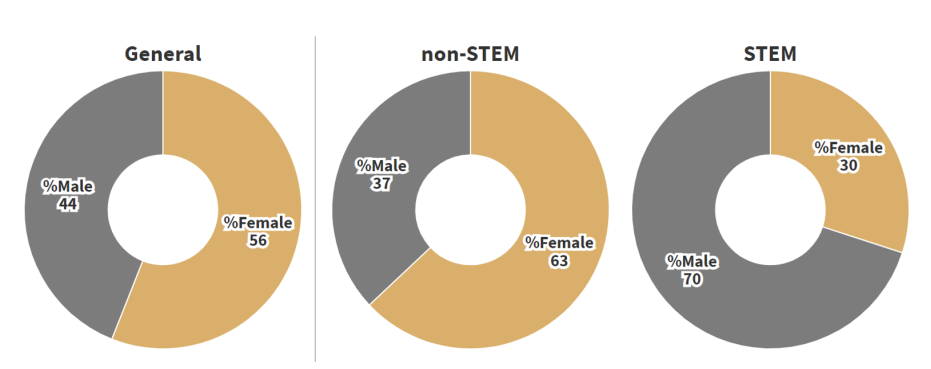 General
%Male
44
%Female
56
non-STEM
%Male
37
%Female
63
STEM
%Female
30
%Male
70